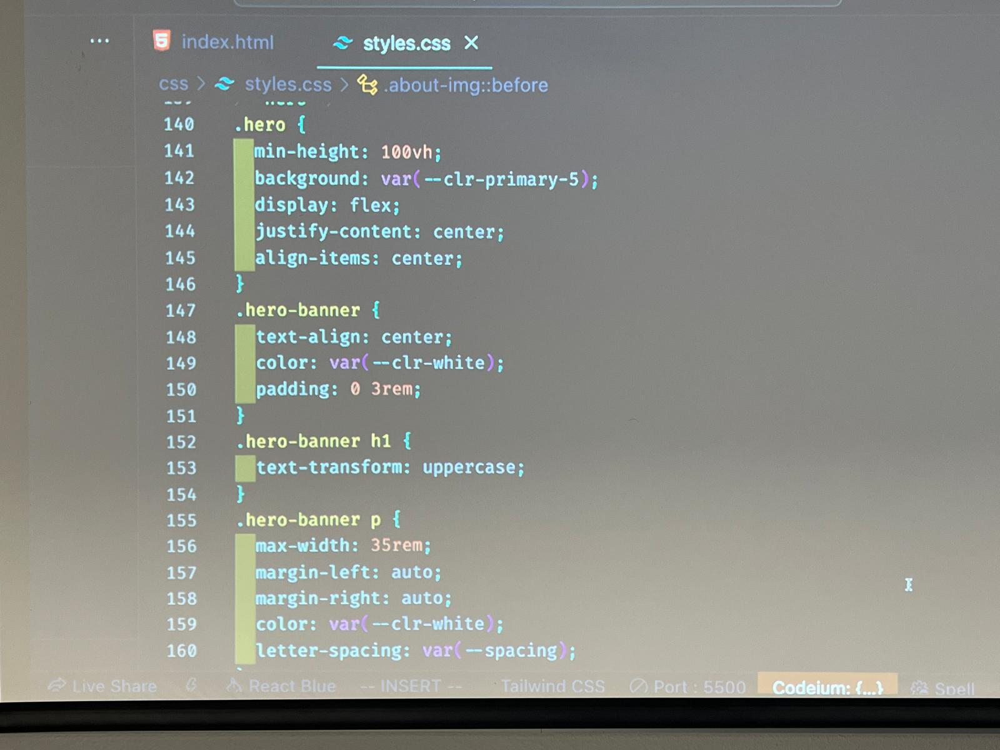 index.html styles.css
css > styles.css > .about-img::before
140 .hero {
141 min-height: 100vh;
142 background: var(--clr-primary-5);
143 display: flex;
144 justify-content: center;
145 align-items: center;
146 }
147 .hero-banner {
148 text-align: center;
149 color: var(--clr-white);
150 padding: 0 3rem;
151 }
152 .hero-banner h1 {
153 text-transform: uppercase;
154 }
155 .hero-banner p {
156 max-width: 35rem;
157 margin-left: auto;
158 margin-right: auto;
159 color: var(--clr-white);
160 letter-spacing: var(--spacing);
Live Share React Blue -- INSERT -- Tailwind CSS Port : 5500 Codeium: {...} Spell